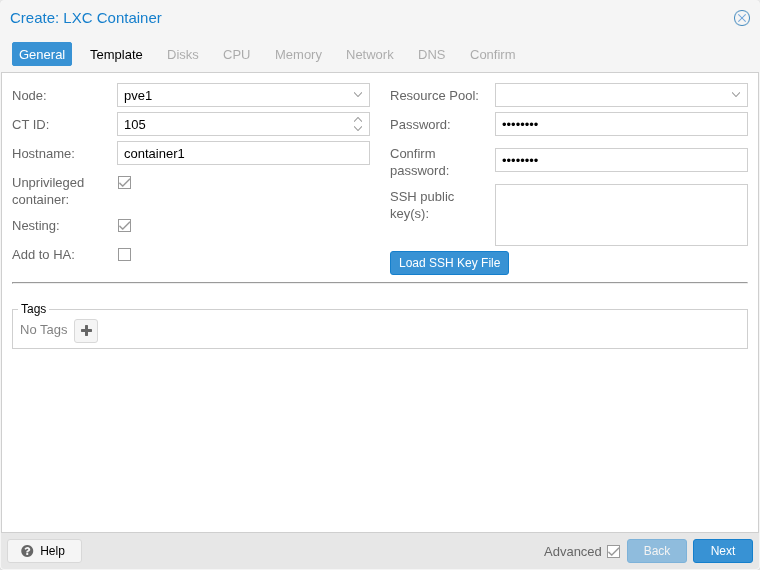 Create: LXC Container
General Template Disks CPU Memory Network DNS Confirm
Node: pve1 Resource Pool:
CT ID: 105 Password: ••••••••
Hostname: container1 Confirm password: ••••••••
Unprivileged container:
SSH public key(s):
Nesting:
Add to HA:
Load SSH Key File
Tags
No Tags
Help Advanced Back Next